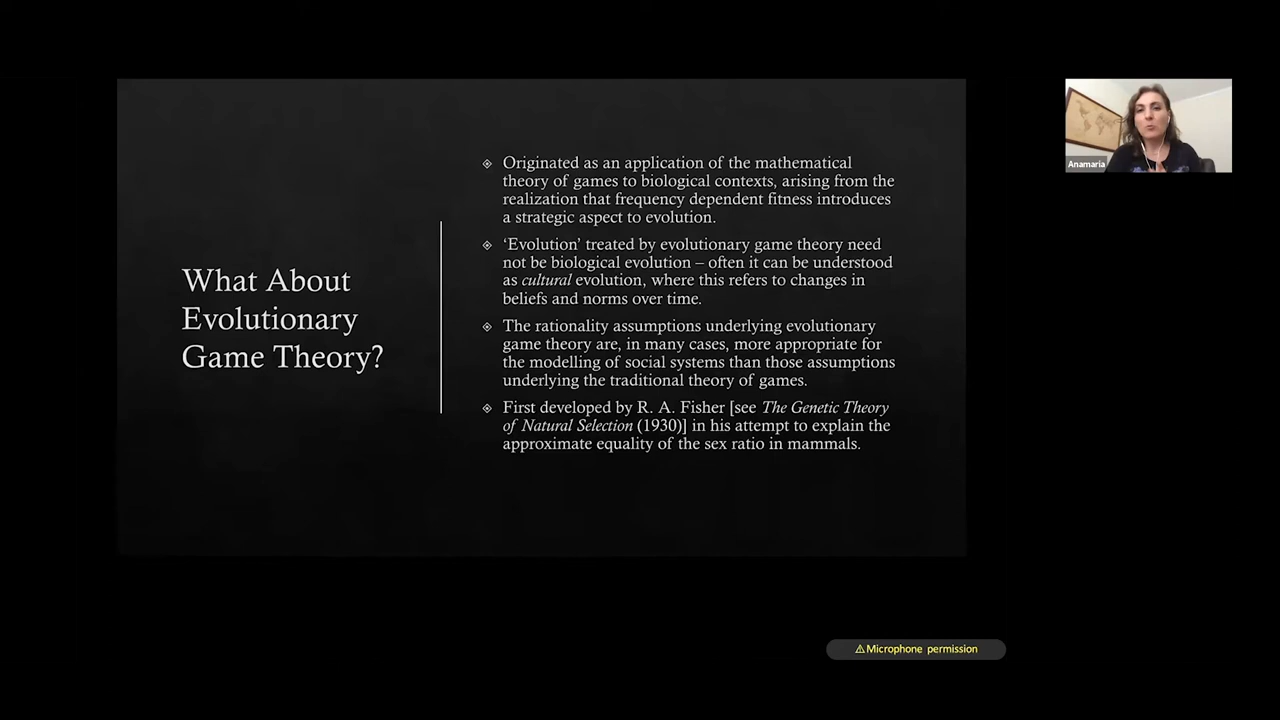 What About
Evolutionary
Game Theory?
Originated as an application of the mathematical
theory of games to biological contexts, arising from the
realization that frequency dependent fitness introduces
a strategic aspect to evolution.
‘Evolution’ treated by evolutionary game theory need
not be biological evolution – often it can be understood
as cultural evolution, where this refers to changes in
beliefs and norms over time.
The rationality assumptions underlying evolutionary
game theory are, in many cases, more appropriate for
the modelling of social systems than those assumptions
underlying the traditional theory of games.
First developed by R. A. Fisher [see The Genetic Theory
of Natural Selection (1930)] in his attempt to explain the
approximate equality of the sex ratio in mammals.
Anamaria
⚠Microphone permission